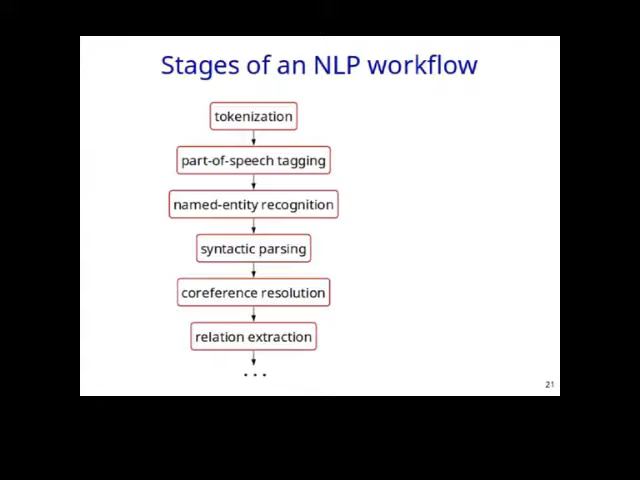 Stages of an NLP workflow
tokenization
part-of-speech tagging
named-entity recognition
syntactic parsing
coreference resolution
relation extraction
. . .
21